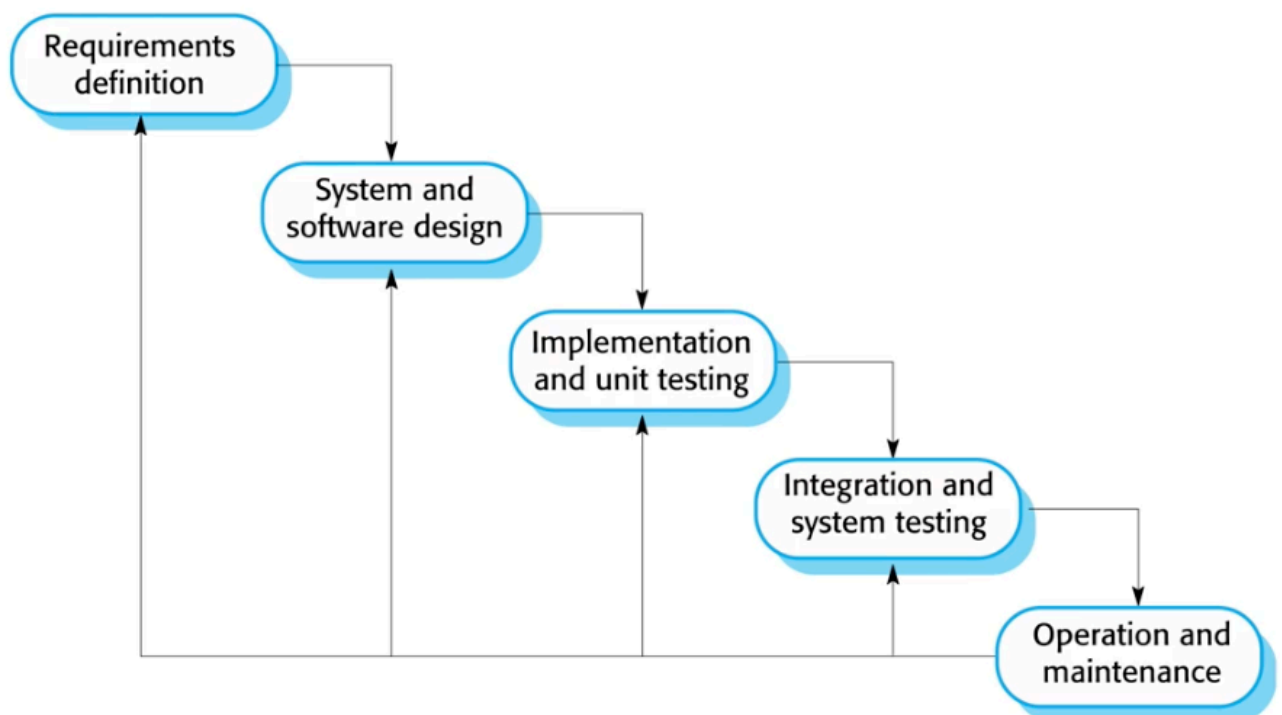 Requirements
definition
System and
software design
Implementation
and unit testing
Integration and
system testing
Operation and
maintenance